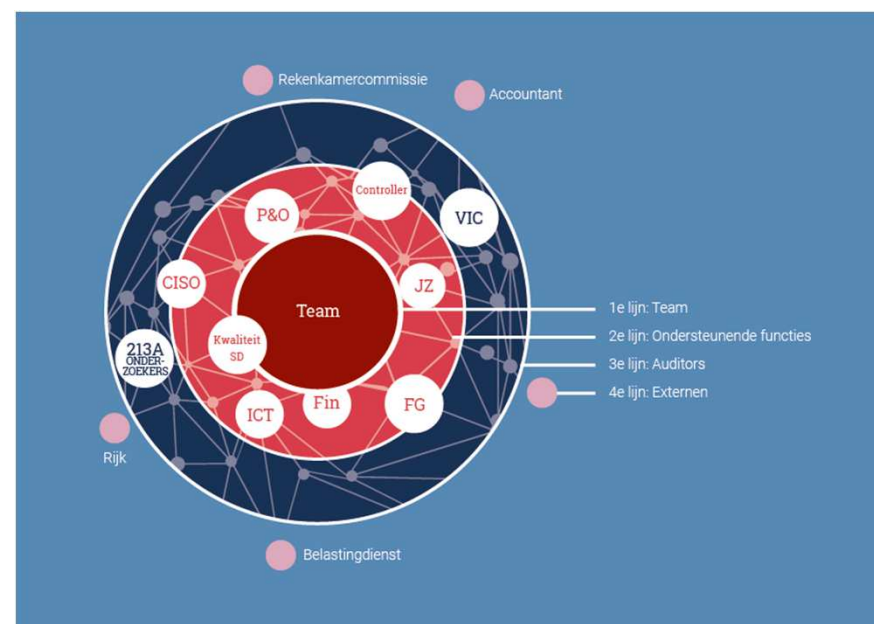 Rekenkamercommissie
Accountant
Controller
P&O
VIC
CISO
JZ
Team
Kwaliteit
SD
213A
ONDER-
ZOEKERS
ICT
Fin
FG
1e lijn: Team
2e lijn: Ondersteunende functies
3e lijn: Auditors
4e lijn: Externen
Rijk
Belastingdienst